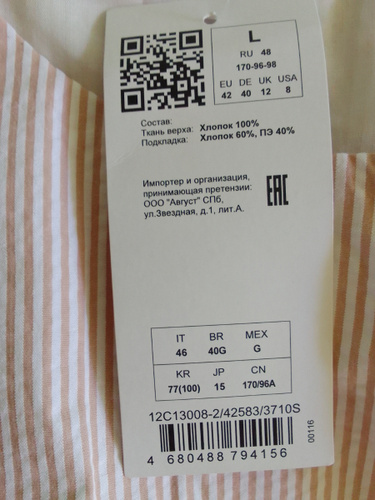 L
RU 48
170-96-98
EU DE UK USA
42 40 12 8
Состав:
Ткань верха: Хлопок 100%
Подкладка: Хлопок 60%, ПЭ 40%
Импортер и организация,
принимающая претензии:
ООО "Август" СПб,
ул.Звездная, д.1, лит.А.
EAC
IT BR MEX
46 40G G
KR JP CN
77(100) 15 170/96A
12C13008-2/42583/3710S
4 680488 794156
00116